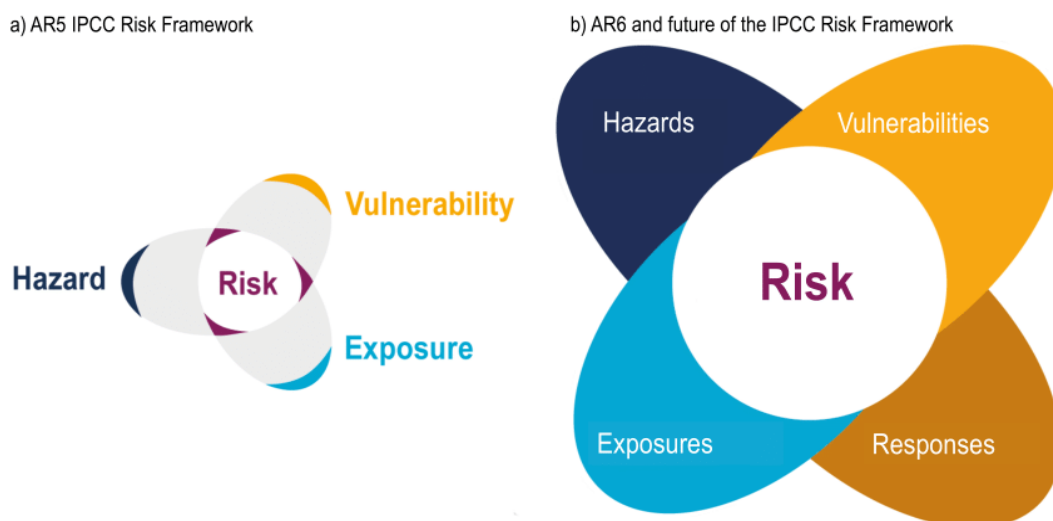 a) AR5 IPCC Risk Framework
Vulnerability
Hazard
Risk
Exposure
b) AR6 and future of the IPCC Risk Framework
Hazards
Vulnerabilities
Risk
Exposures
Responses